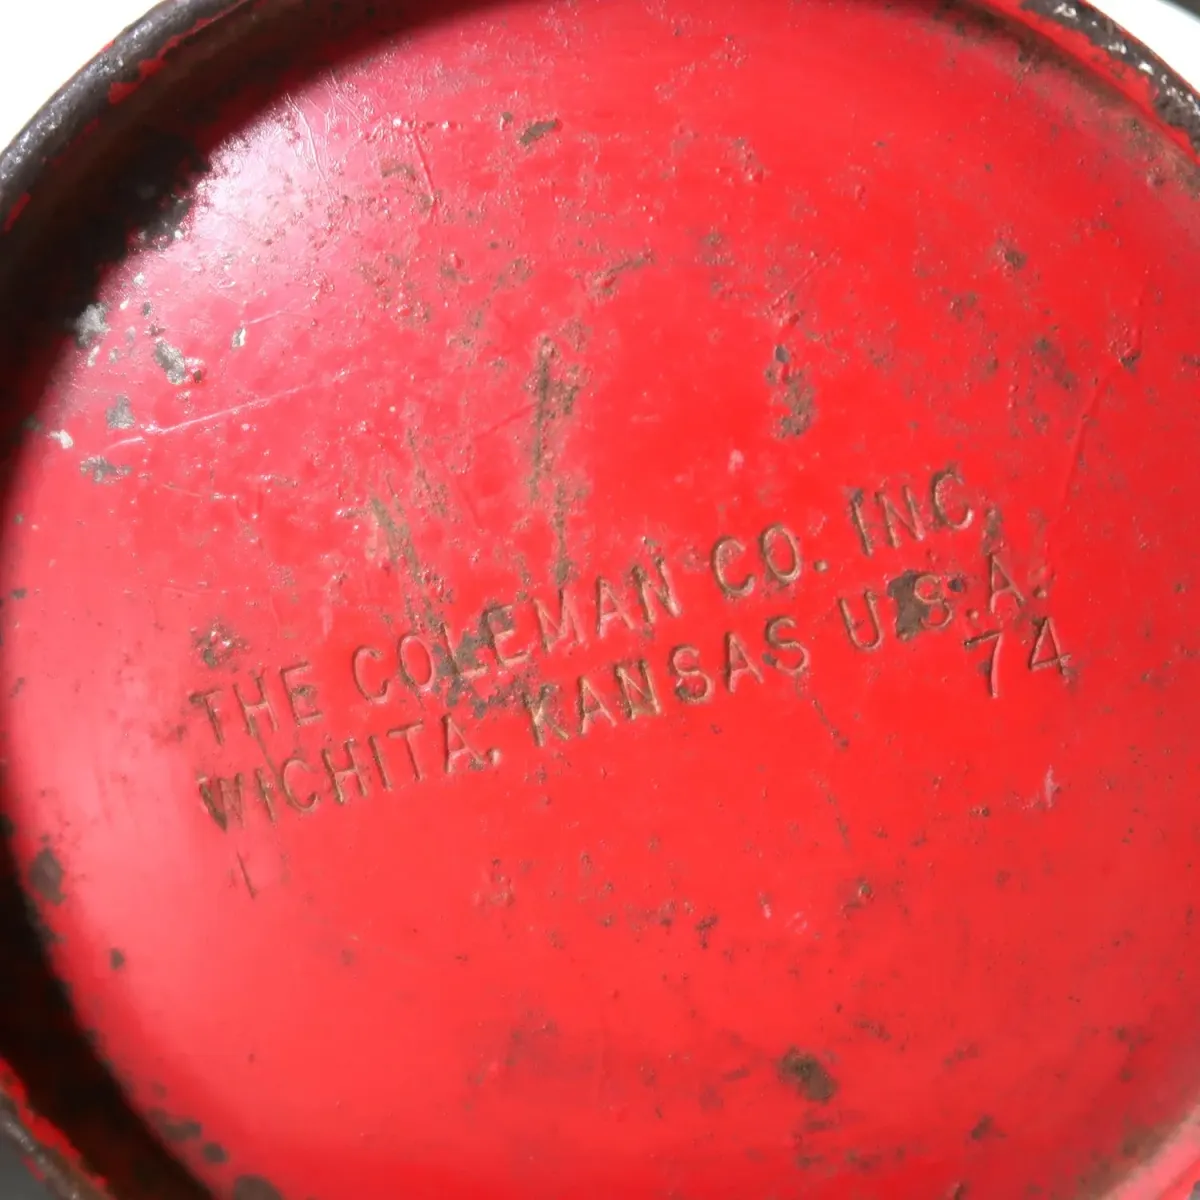 THE COLEMAN CO. INC.
WICHITA, KANSAS U.S.A.
74